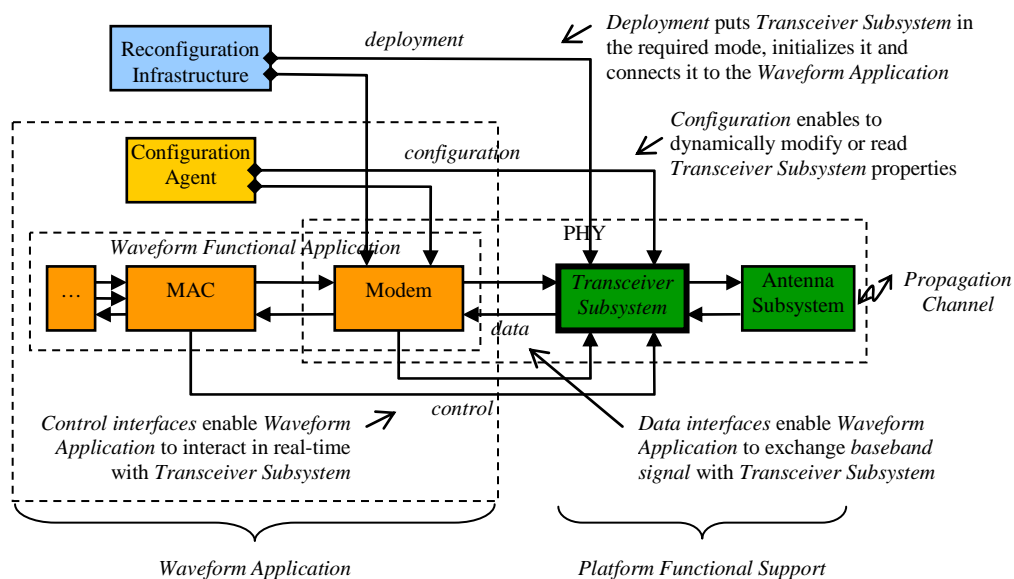 deployment
Deployment puts Transceiver Subsystem in
the required mode, initializes it and
connects it to the Waveform Application
Reconfiguration
Infrastructure
Configuration enables to
dynamically modify or read
Transceiver Subsystem properties
Configuration
Agent
configuration
Waveform Functional Application
PHY
…
MAC
Modem
Transceiver
Subsystem
Antenna
Subsystem
Propagation
Channel
data
control
Control interfaces enable Waveform
Application to interact in real-time
with Transceiver Subsystem
Data interfaces enable Waveform
Application to exchange baseband
signal with Transceiver Subsystem
Waveform Application
Platform Functional Support